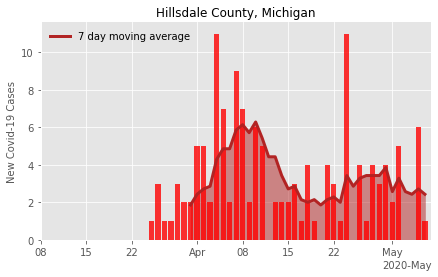 Hillsdale County, Michigan
7 day moving average
New Covid-19 Cases
10
8
6
4
2
0
08 15 22 Apr 08 15 22 May
2020-May